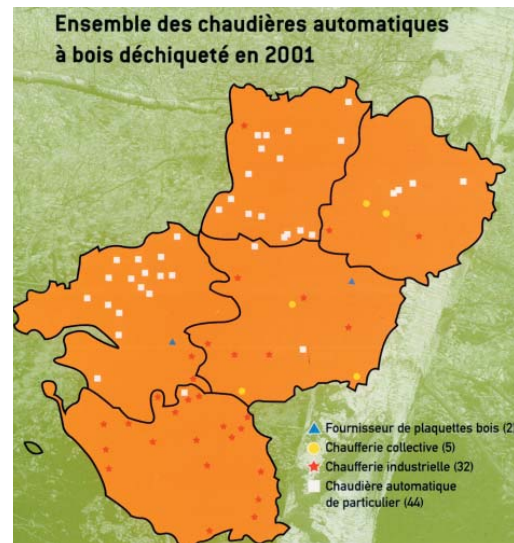 Ensemble des chaudières automatiques
à bois déchiqueté en 2001
Fournisseur de plaquettes bois (2
Chaufferie collective (5)
Chaufferie industrielle (32)
Chaudière automatique
de particulier (44)